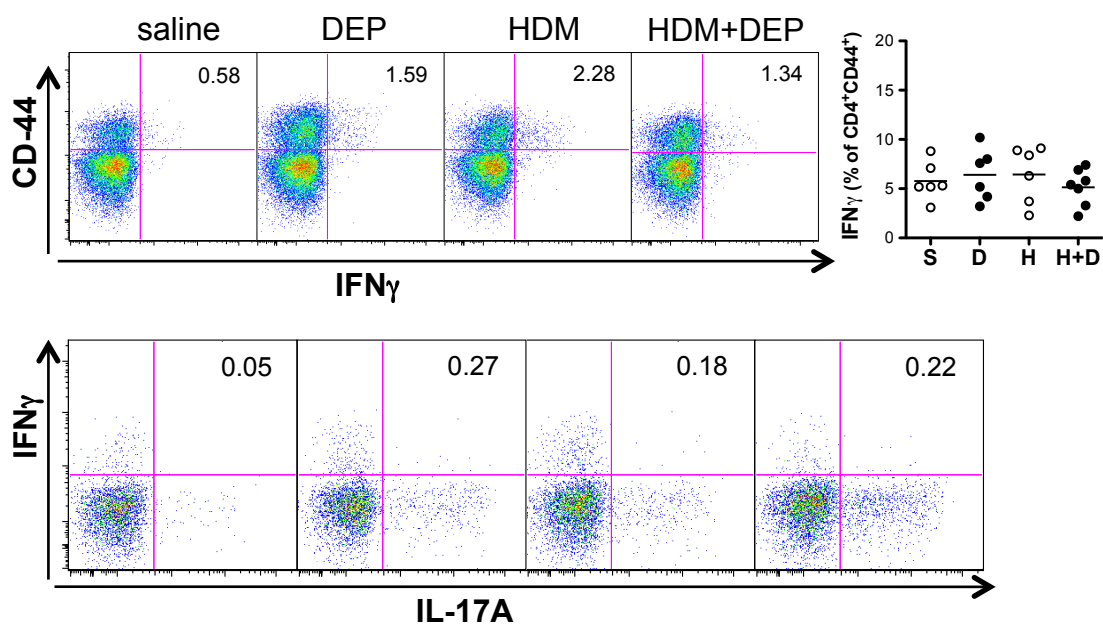 saline DEP HDM HDM+DEP
0.58 1.59 2.28 1.34
CD-44
IFNγ
IFNγ (% of CD4⁺CD44⁺)
20
15
10
5
0
S D H H+D
0.05 0.27 0.18 0.22
IFNγ
IL-17A